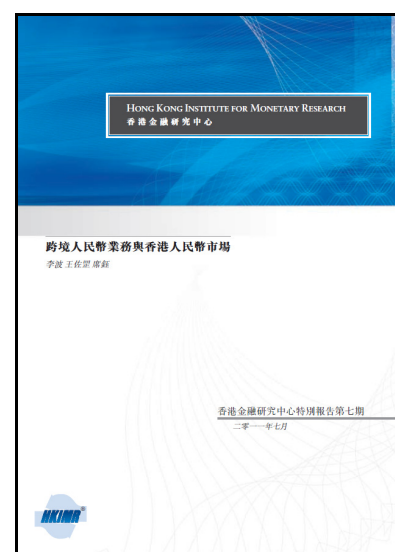 HONG KONG INSTITUTE FOR MONETARY RESEARCH
香港金融研究中心
跨境人民幣業務與香港人民幣市場
李波 王佐罡 席鈺
香港金融研究中心特別報告第七期
二零一一年七月
HKIMR®